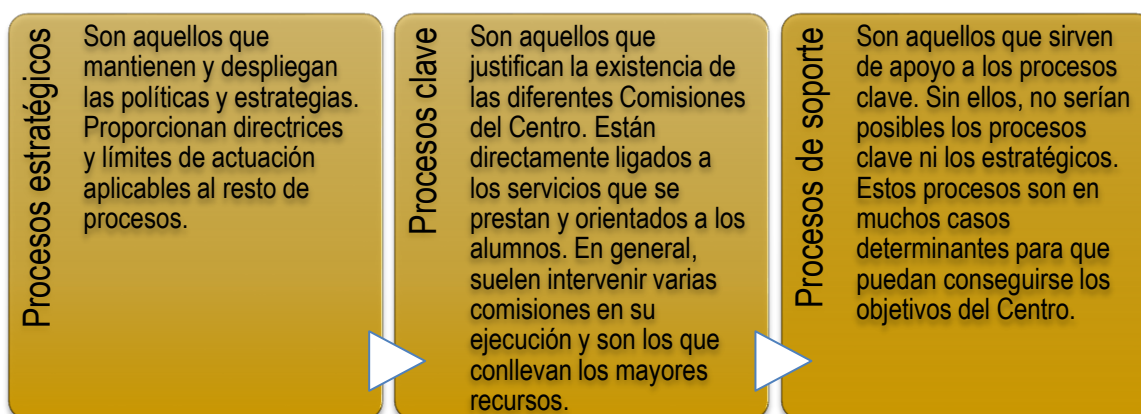 Procesos estratégicos
Son aquellos que
mantienen y despliegan
las políticas y estrategias.
Proporcionan directrices
y límites de actuación
aplicables al resto de
procesos.
Procesos clave
Son aquellos que
justifican la existencia de
las diferentes Comisiones
del Centro. Están
directamente ligados a
los servicios que se
prestan y orientados a los
alumnos. En general,
suelen intervenir varias
comisiones en su
ejecución y son los que
conllevan los mayores
recursos.
Procesos de soporte
Son aquellos que sirven
de apoyo a los procesos
clave. Sin ellos, no serían
posibles los procesos
clave ni los estratégicos.
Estos procesos son en
muchos casos
determinantes para que
puedan conseguirse los
objetivos del Centro.